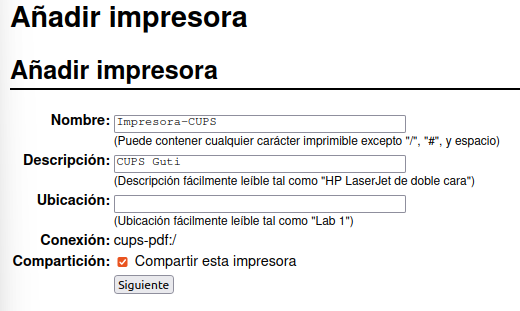 Añadir impresora
Añadir impresora
Nombre: Impresora-CUPS
(Puede contener cualquier carácter imprimible excepto "/", "#", y espacio)
Descripción: CUPS Guti
(Descripción fácilmente leíble tal como "HP LaserJet de doble cara")
Ubicación:
(Ubicación fácilmente leíble tal como "Lab 1")
Conexión: cups-pdf:/
Compartición: Compartir esta impresora
Siguiente